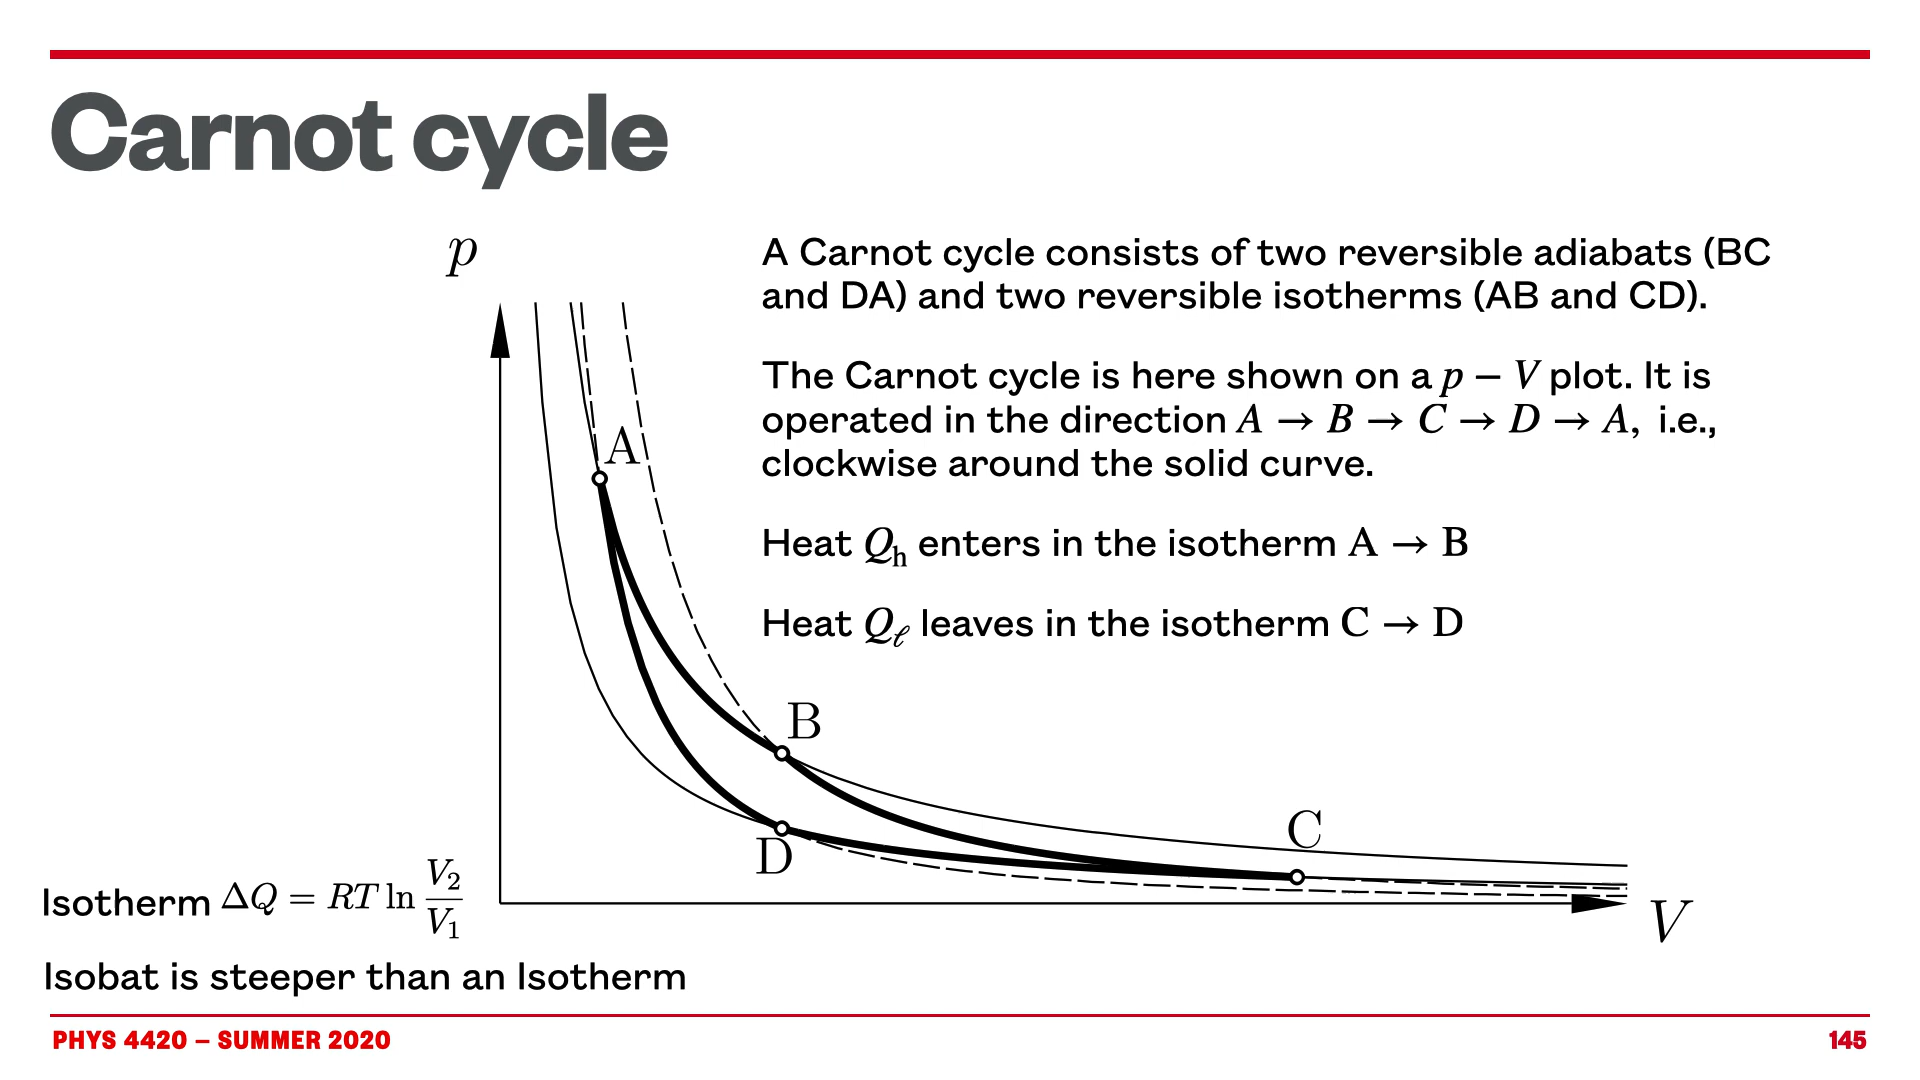 Carnot cycle
p
A Carnot cycle consists of two reversible adiabats (BC
and DA) and two reversible isotherms (AB and CD).
The Carnot cycle is here shown on a p − V plot. It is
operated in the direction A → B → C → D → A, i.e.,
clockwise around the solid curve.
Heat Qh enters in the isotherm A → B
Heat Qℓ leaves in the isotherm C → D
A
B
C
D
V
Isotherm ΔQ = RT ln V2/V1
Isobat is steeper than an Isotherm
PHYS 4420 – SUMMER 2020
145